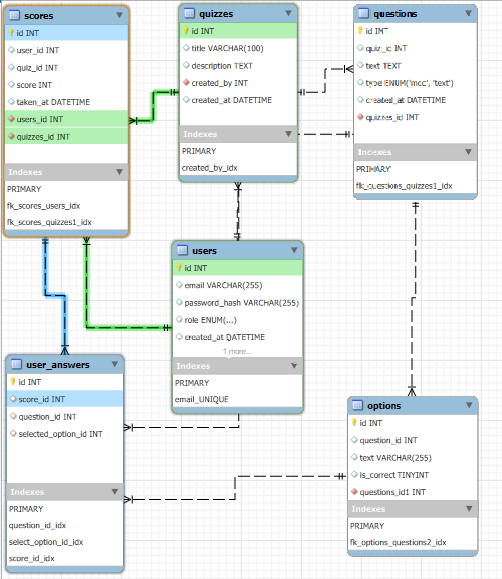 scores
id INT
user_id INT
quiz_id INT
score INT
taken_at DATETIME
users_id INT
quizzes_id INT
Indexes
PRIMARY
fk_scores_users_idx
fk_scores_quizzes1_idx
quizzes
id INT
title VARCHAR(100)
description TEXT
created_by INT
created_at DATETIME
Indexes
PRIMARY
created_by_idx
questions
id INT
quiz_id INT
text TEXT
type ENUM('mcc', 'text')
created_at DATETIME
quizzes_id INT
Indexes
PRIMARY
fk_questions_quizzes1_idx
users
id INT
email VARCHAR(255)
password_hash VARCHAR(255)
role ENUM(...)
created_at DATETIME
1 more...
Indexes
PRIMARY
email_UNIQUE
user_answers
id INT
score_id INT
question_id INT
selected_option_id INT
Indexes
PRIMARY
question_id_idx
select_option_id_idx
score_id_idx
options
id INT
question_id INT
text VARCHAR(255)
is_correct TINYINT
questions_id1 INT
Indexes
PRIMARY
fk_options_questions2_idx